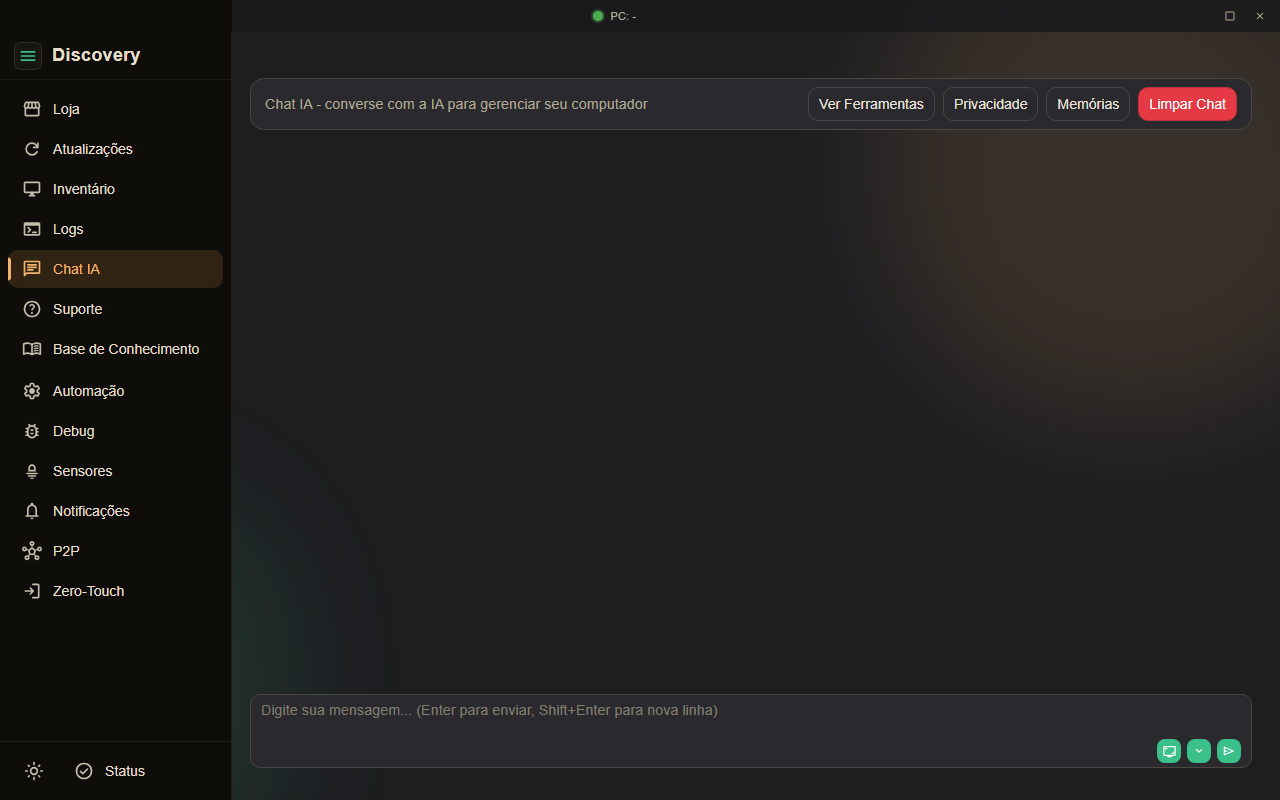 PC: -
Discovery
Loja
Atualizações
Inventário
Logs
Chat IA
Suporte
Base de Conhecimento
Automação
Debug
Sensores
Notificações
P2P
Zero-Touch
Status
Chat IA - converse com a IA para gerenciar seu computador
Ver Ferramentas
Privacidade
Memórias
Limpar Chat
Digite sua mensagem... (Enter para enviar, Shift+Enter para nova linha)